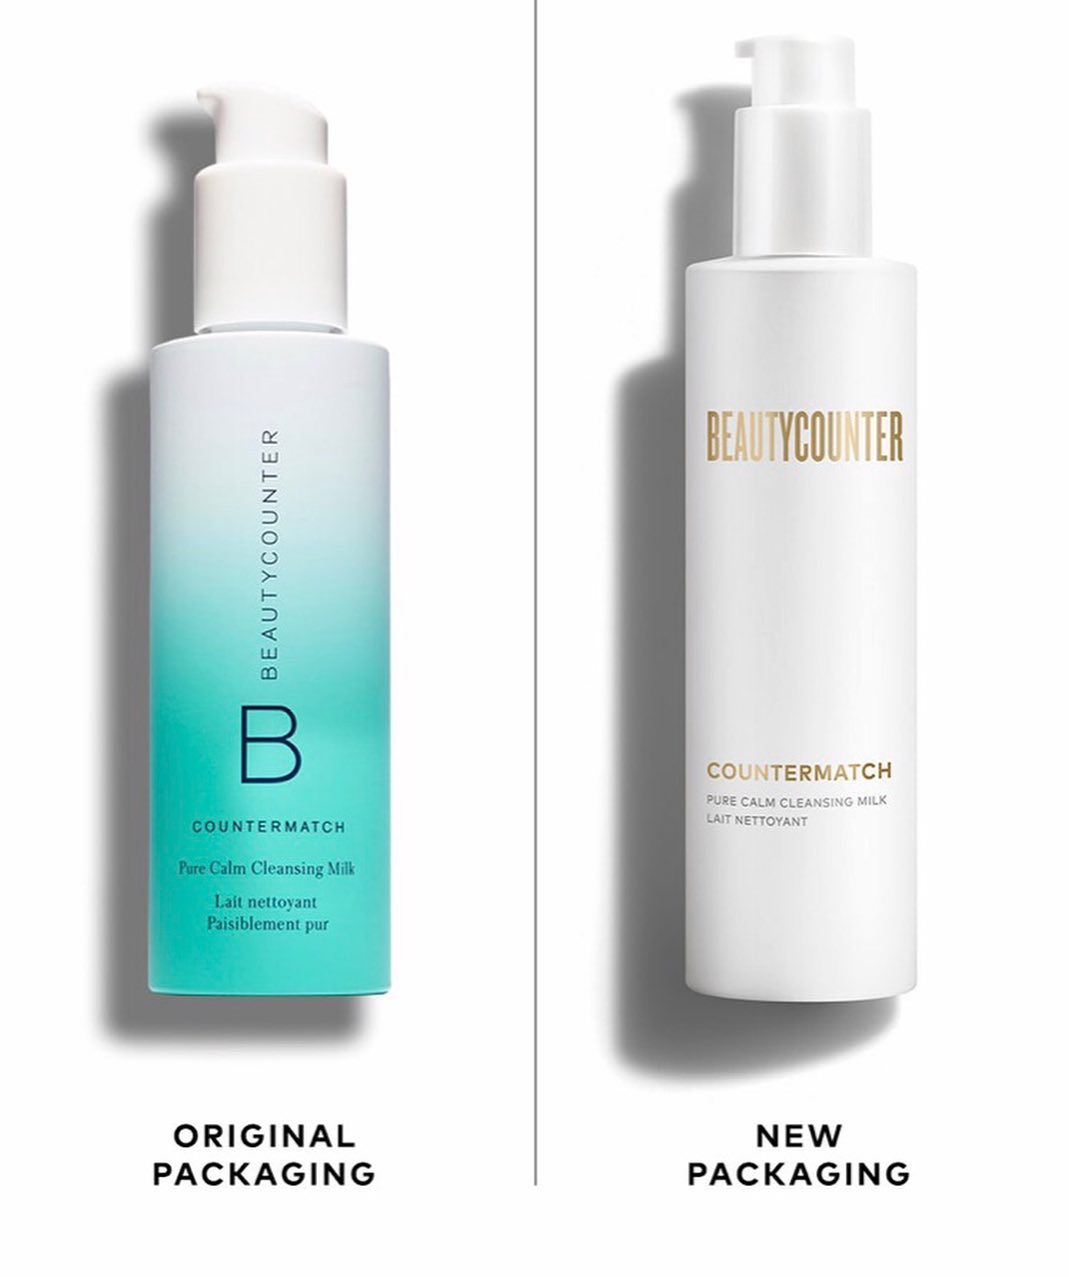 BEAUTYCOUNTER
B
COUNTERMATCH
Pure Calm Cleansing Milk
Lait nettoyant
Paisiblement pur
ORIGINAL
PACKAGING
BEAUTYCOUNTER
COUNTERMATCH
PURE CALM CLEANSING MILK
LAIT NETTOYANT
NEW
PACKAGING